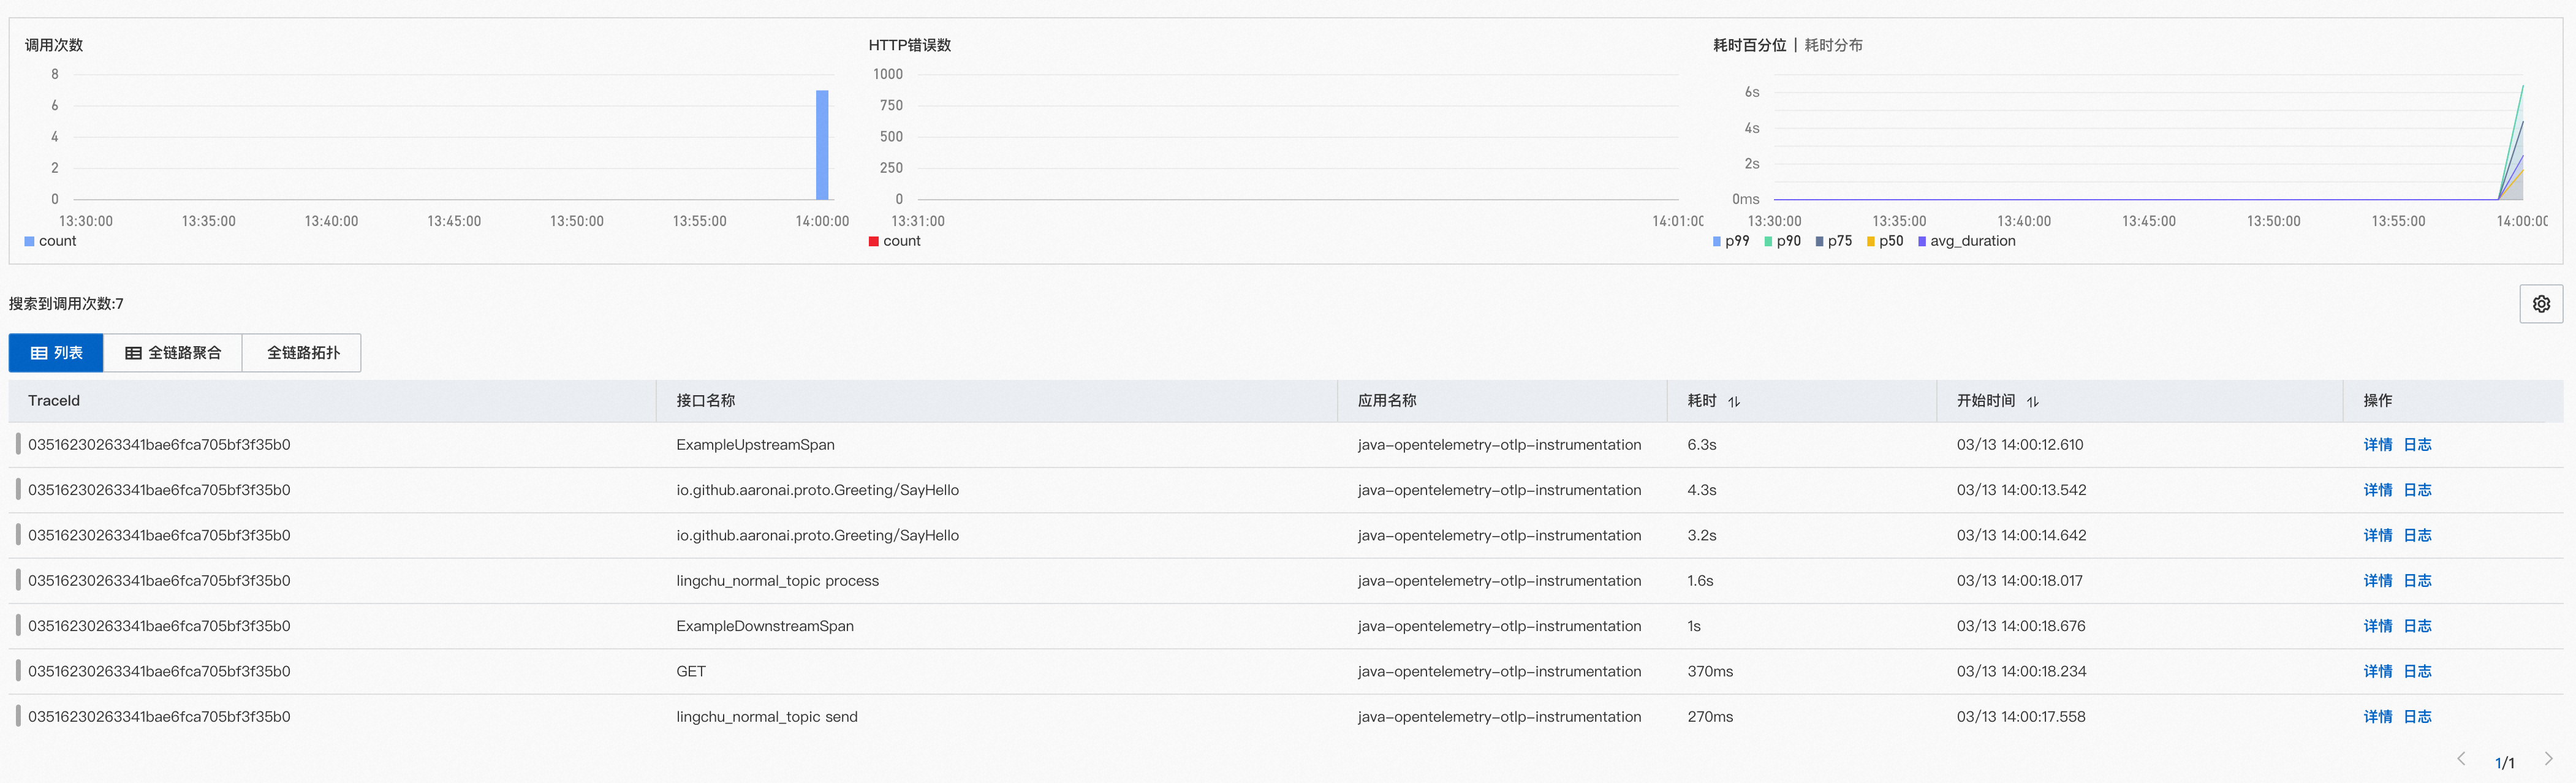 调用次数
8
6
4
2
0
13:30:00 13:35:00 13:40:00 13:45:00 13:50:00 13:55:00 14:00:00
count
HTTP错误数
1000
750
500
250
0
13:31:00 14:01:00
count
耗时百分位 | 耗时分布
6s
4s
2s
0ms
13:30:00 13:35:00 13:40:00 13:45:00 13:50:00 13:55:00 14:00:00
p99 p90 p75 p50 avg_duration
搜索到调用次数:7
列表 全链路聚合 全链路拓扑
TraceId 接口名称 应用名称 耗时 开始时间 操作
03516230263341bae6fca705bf3f35b0 ExampleUpstreamSpan java-opentelemetry-otlp-instrumentation 6.3s 03/13 14:00:12.610 详情 日志
03516230263341bae6fca705bf3f35b0 io.github.aaronai.proto.Greeting/SayHello java-opentelemetry-otlp-instrumentation 4.3s 03/13 14:00:13.542 详情 日志
03516230263341bae6fca705bf3f35b0 io.github.aaronai.proto.Greeting/SayHello java-opentelemetry-otlp-instrumentation 3.2s 03/13 14:00:14.642 详情 日志
03516230263341bae6fca705bf3f35b0 lingchu_normal_topic process java-opentelemetry-otlp-instrumentation 1.6s 03/13 14:00:18.017 详情 日志
03516230263341bae6fca705bf3f35b0 ExampleDownstreamSpan java-opentelemetry-otlp-instrumentation 1s 03/13 14:00:18.676 详情 日志
03516230263341bae6fca705bf3f35b0 GET java-opentelemetry-otlp-instrumentation 370ms 03/13 14:00:18.234 详情 日志
03516230263341bae6fca705bf3f35b0 lingchu_normal_topic send java-opentelemetry-otlp-instrumentation 270ms 03/13 14:00:17.558 详情 日志
1/1